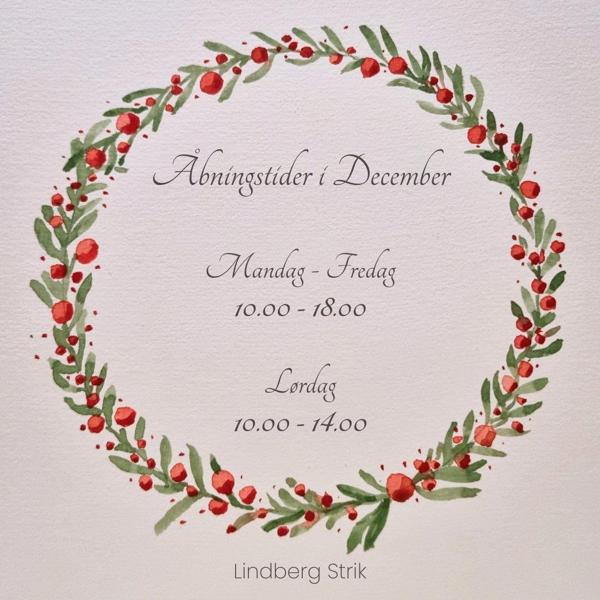 Åbningstider i December
Mandag - Fredag
10.00 - 18.00
Lørdag
10.00 - 14.00
Lindberg Strik